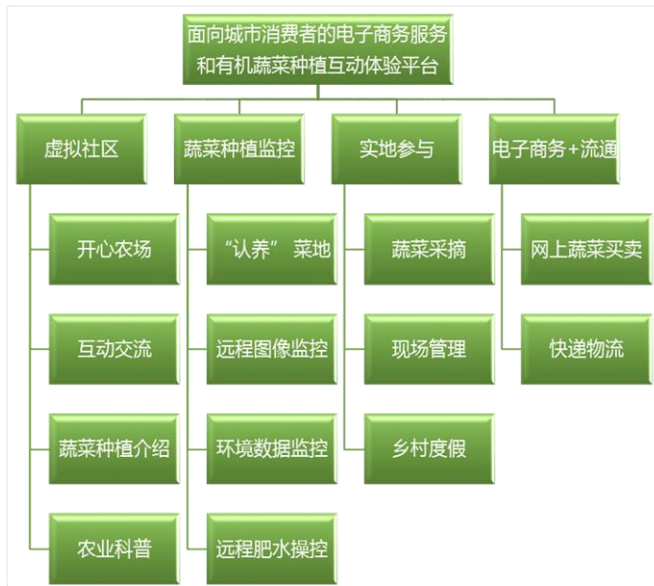 面向城市消费者的电子商务服务
和有机蔬菜种植互动体验平台
虚拟社区
蔬菜种植监控
实地参与
电子商务+流通
开心农场
“认养” 菜地
蔬菜采摘
网上蔬菜买卖
互动交流
远程图像监控
现场管理
快递物流
蔬菜种植介绍
环境数据监控
乡村度假
农业科普
远程肥水操控